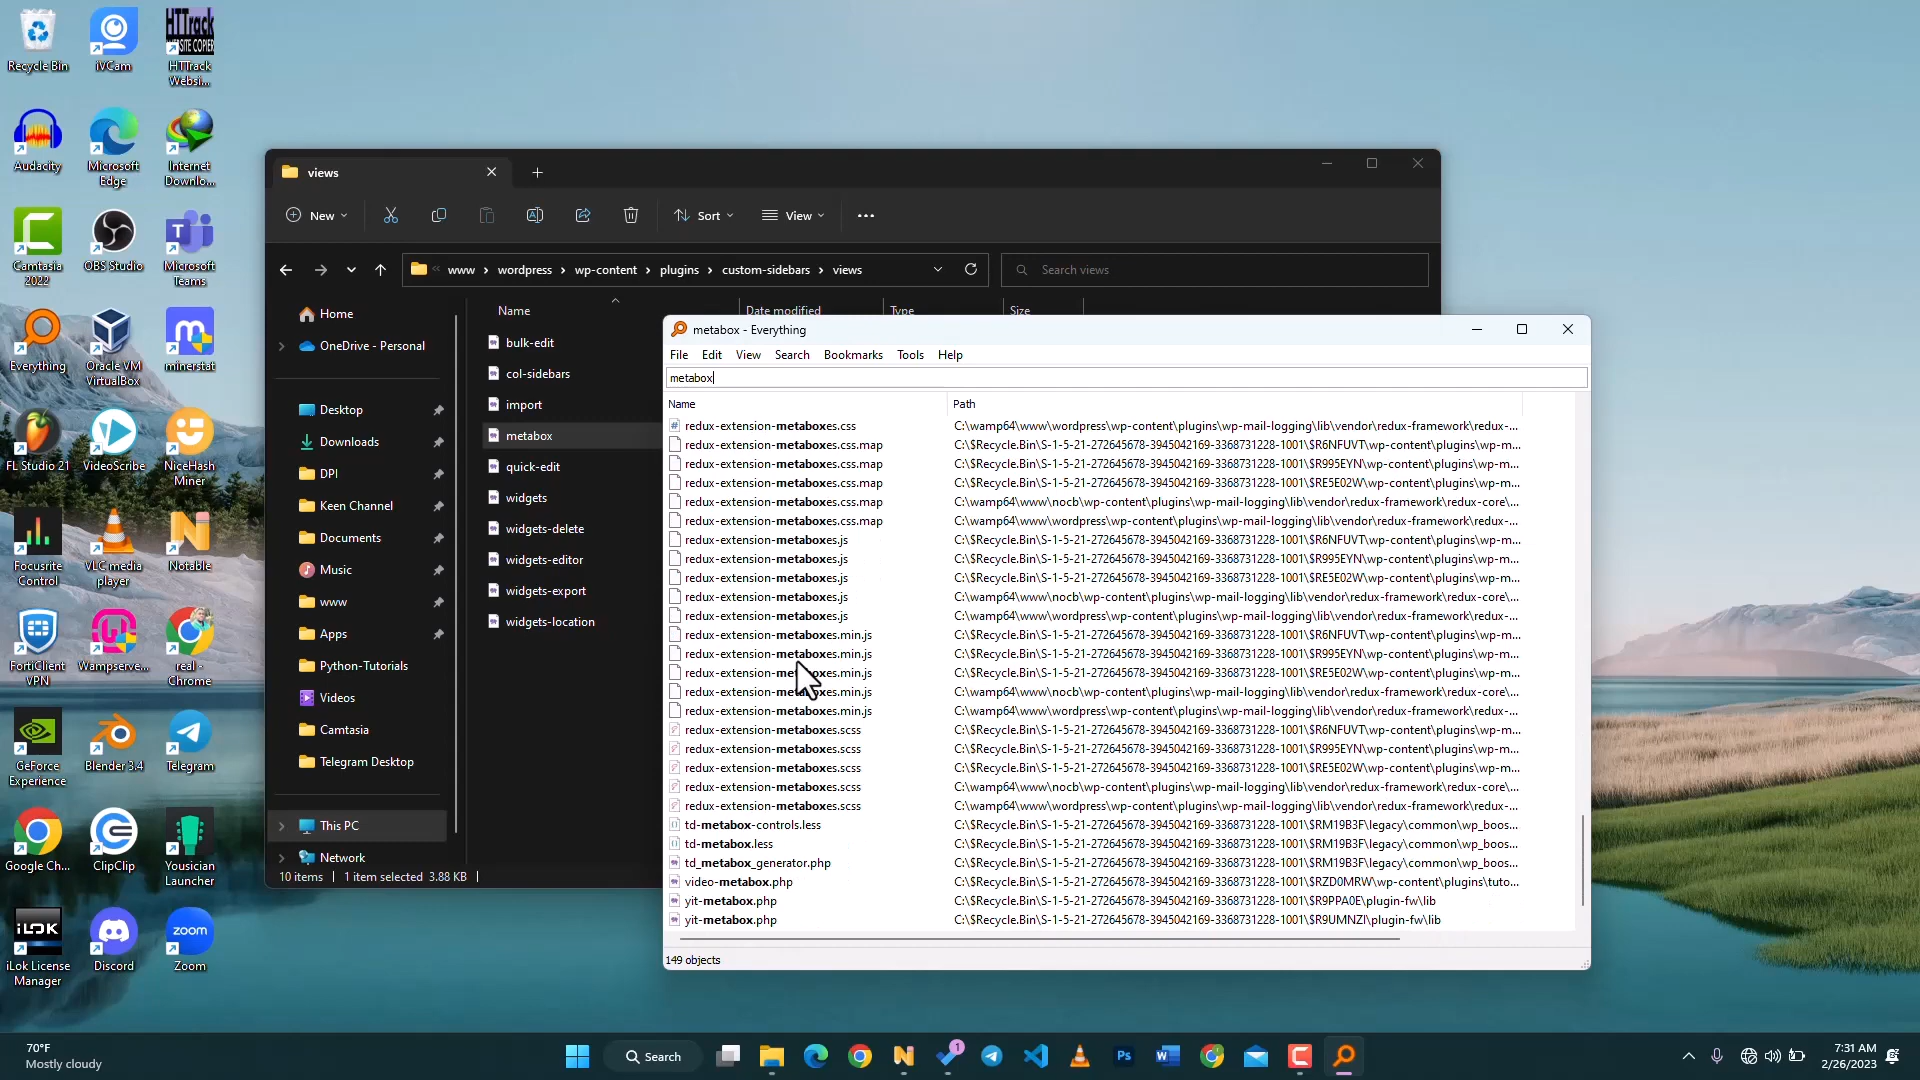 Recycle Bin
iVCam
HTTrack
WEBSITE COPIER
HTTrack
Websi...
Audacity
Microsoft
Edge
Internet
Downlo...
Camtasia
2022
OBS Studio
Microsoft
Teams
Everything
Oracle VM
VirtualBox
minerstat
FL Studio 21
VideoScribe
NiceHash
Miner
Focusrite
Control
VLC media
player
Notable
FortiClient
VPN
Wampserve...
real -
Chrome
GeForce
Experience
Blender 3.4
Telegram
Google Ch...
ClipClip
Yousician
Launcher
iLOK
iLok License
Manager
Discord
zoom
Zoom
views
New
Sort
View
www > wordpress > wp-content > plugins > custom-sidebars > views
Search views
Home
OneDrive - Personal
Desktop
Downloads
DPI
Keen Channel
Documents
Music
www
Apps
Python-Tutorials
Videos
Camtasia
Telegram Desktop
This PC
Network
Name Date modified Type Size
bulk-edit
col-sidebars
import
metabox
quick-edit
widgets
widgets-delete
widgets-editor
widgets-export
widgets-location
10 items 1 item selected 3.88 KB
metabox - Everything
File Edit View Search Bookmarks Tools Help
metabox
Name Path
redux-extension-metaboxes.css C:\wamp64\www\wordpress\wp-content\plugins\wp-mail-logging\lib\vendor\redux-framework\redux-...
redux-extension-metaboxes.css.map C:\$Recycle.Bin\S-1-5-21-272645678-3945042169-3368731228-1001\$R6NFUVT\wp-content\plugins\wp-m...
redux-extension-metaboxes.css.map C:\$Recycle.Bin\S-1-5-21-272645678-3945042169-3368731228-1001\$R995EYN\wp-content\plugins\wp-m...
redux-extension-metaboxes.css.map C:\$Recycle.Bin\S-1-5-21-272645678-3945042169-3368731228-1001\$RE5E02W\wp-content\plugins\wp-m...
redux-extension-metaboxes.css.map C:\wamp64\www\nocb\wp-content\plugins\wp-mail-logging\lib\vendor\redux-framework\redux-core\...
redux-extension-metaboxes.css.map C:\wamp64\www\wordpress\wp-content\plugins\wp-mail-logging\lib\vendor\redux-framework\redux-...
redux-extension-metaboxes.js C:\$Recycle.Bin\S-1-5-21-272645678-3945042169-3368731228-1001\$R6NFUVT\wp-content\plugins\wp-m...
redux-extension-metaboxes.js C:\$Recycle.Bin\S-1-5-21-272645678-3945042169-3368731228-1001\$R995EYN\wp-content\plugins\wp-m...
redux-extension-metaboxes.js C:\$Recycle.Bin\S-1-5-21-272645678-3945042169-3368731228-1001\$RE5E02W\wp-content\plugins\wp-m...
redux-extension-metaboxes.js C:\wamp64\www\nocb\wp-content\plugins\wp-mail-logging\lib\vendor\redux-framework\redux-core\...
redux-extension-metaboxes.js C:\wamp64\www\wordpress\wp-content\plugins\wp-mail-logging\lib\vendor\redux-framework\redux-...
redux-extension-metaboxes.min.js C:\$Recycle.Bin\S-1-5-21-272645678-3945042169-3368731228-1001\$R6NFUVT\wp-content\plugins\wp-m...
redux-extension-metaboxes.min.js C:\$Recycle.Bin\S-1-5-21-272645678-3945042169-3368731228-1001\$R995EYN\wp-content\plugins\wp-m...
redux-extension-metaboxes.min.js C:\$Recycle.Bin\S-1-5-21-272645678-3945042169-3368731228-1001\$RE5E02W\wp-content\plugins\wp-m...
redux-extension-metaboxes.min.js C:\wamp64\www\nocb\wp-content\plugins\wp-mail-logging\lib\vendor\redux-framework\redux-core\...
redux-extension-metaboxes.min.js C:\wamp64\www\wordpress\wp-content\plugins\wp-mail-logging\lib\vendor\redux-framework\redux-...
redux-extension-metaboxes.scss C:\$Recycle.Bin\S-1-5-21-272645678-3945042169-3368731228-1001\$R6NFUVT\wp-content\plugins\wp-m...
redux-extension-metaboxes.scss C:\$Recycle.Bin\S-1-5-21-272645678-3945042169-3368731228-1001\$R995EYN\wp-content\plugins\wp-m...
redux-extension-metaboxes.scss C:\$Recycle.Bin\S-1-5-21-272645678-3945042169-3368731228-1001\$RE5E02W\wp-content\plugins\wp-m...
redux-extension-metaboxes.scss C:\wamp64\www\nocb\wp-content\plugins\wp-mail-logging\lib\vendor\redux-framework\redux-core\...
redux-extension-metaboxes.scss C:\wamp64\www\wordpress\wp-content\plugins\wp-mail-logging\lib\vendor\redux-framework\redux-...
td-metabox-controls.less C:\$Recycle.Bin\S-1-5-21-272645678-3945042169-3368731228-1001\$RM19B3F\legacy\common\wp_boos...
td-metabox.less C:\$Recycle.Bin\S-1-5-21-272645678-3945042169-3368731228-1001\$RM19B3F\legacy\common\wp_boos...
td_metabox_generator.php C:\$Recycle.Bin\S-1-5-21-272645678-3945042169-3368731228-1001\$RM19B3F\legacy\common\wp_boos...
video-metabox.php C:\$Recycle.Bin\S-1-5-21-272645678-3945042169-3368731228-1001\$RZD0MRW\wp-content\plugins\tuto...
yit-metabox.php C:\$Recycle.Bin\S-1-5-21-272645678-3945042169-3368731228-1001\$R9PPA0E\plugin-fw\lib
yit-metabox.php C:\$Recycle.Bin\S-1-5-21-272645678-3945042169-3368731228-1001\$R9UMNZI\plugin-fw\lib
149 objects
70°F
Mostly cloudy
Search
1
Ps
7:31 AM
2/26/2023